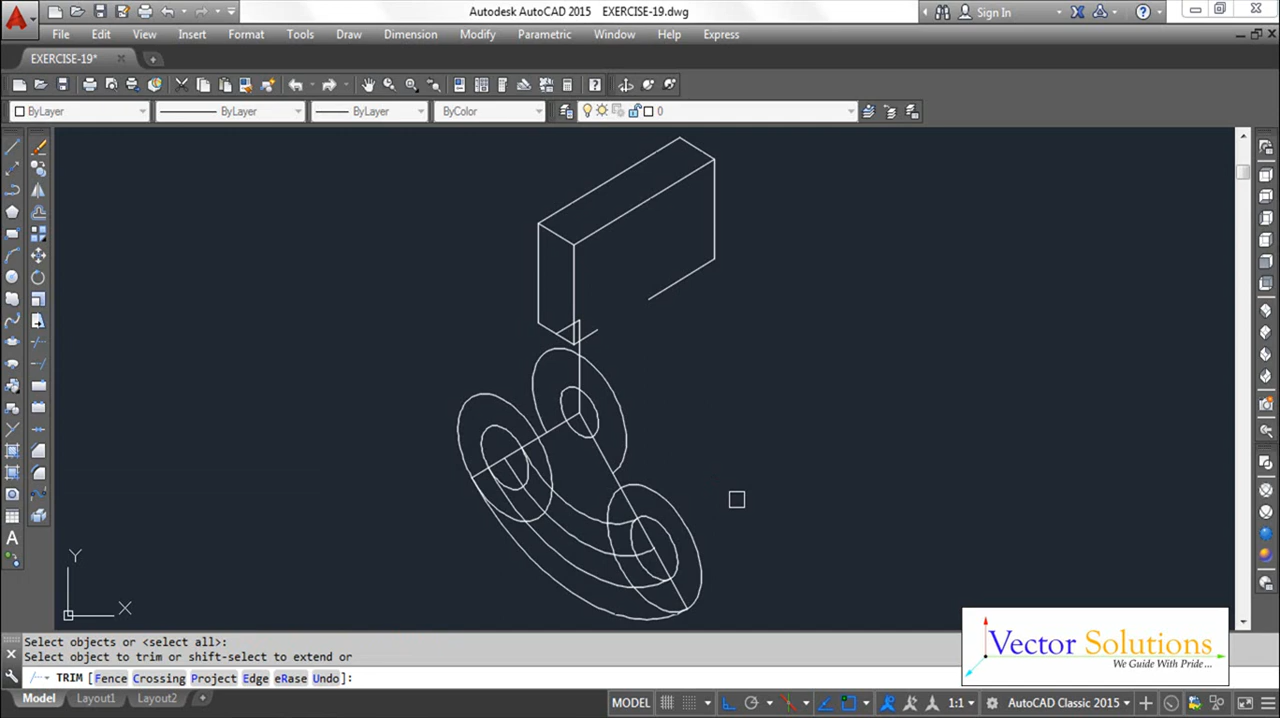 Autodesk AutoCAD 2015 EXERCISE-19.dwg
Sign In
File Edit View Insert Format Tools Draw Dimension Modify Parametric Window Help Express
EXERCISE-19*
ByLayer ByLayer ByLayer ByColor 0
Y
X
Select objects or <select all>:
Select object to trim or shift-select to extend or
TRIM [Fence Crossing Project Edge eRase Undo]:
Vector Solutions
We Guide With Pride ...
Model Layout1 Layout2
MODEL 1:1 AutoCAD Classic 2015